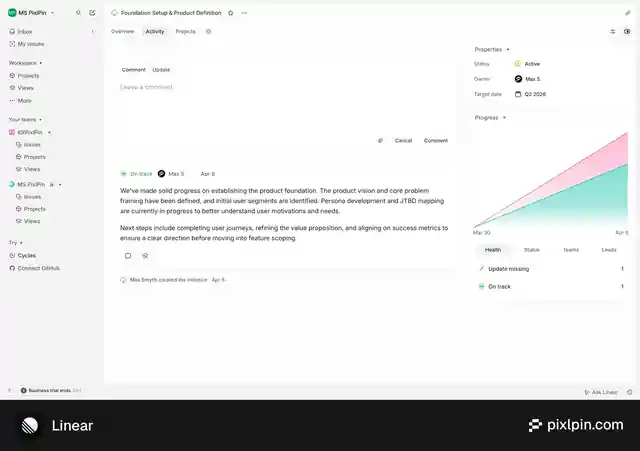 MS PixlPin
Inbox
My issues
Workspace
Projects
Views
More
Your teams
Issues
Projects
Views
MS PixlPin
Issues
Projects
Views
Try
Cycles
Connect GitHub
Business trial ends
Foundation Setup & Product Definition
Overview Activity Projects
Comment Update
Leave a comment
Cancel Comment
On track Max S Apr 8
We've made solid progress on establishing the product foundation. The product vision and core problem
framing have been defined, and initial user segments are identified. Persona development and JTBD mapping
are currently in progress to better understand user motivations and needs.
Next steps include completing user journeys, refining the value proposition, and aligning on success metrics to
ensure a clear direction before moving into feature scoping
Max Smyth created the initiative
Properties
Status Active
Owner Max S
Target date Q2 2026
Progress
Mar 30 Apr 6
Health Stable Teams Leads
Update missing 1
On track 1
Ask Linear
Linear
pixlpin.com